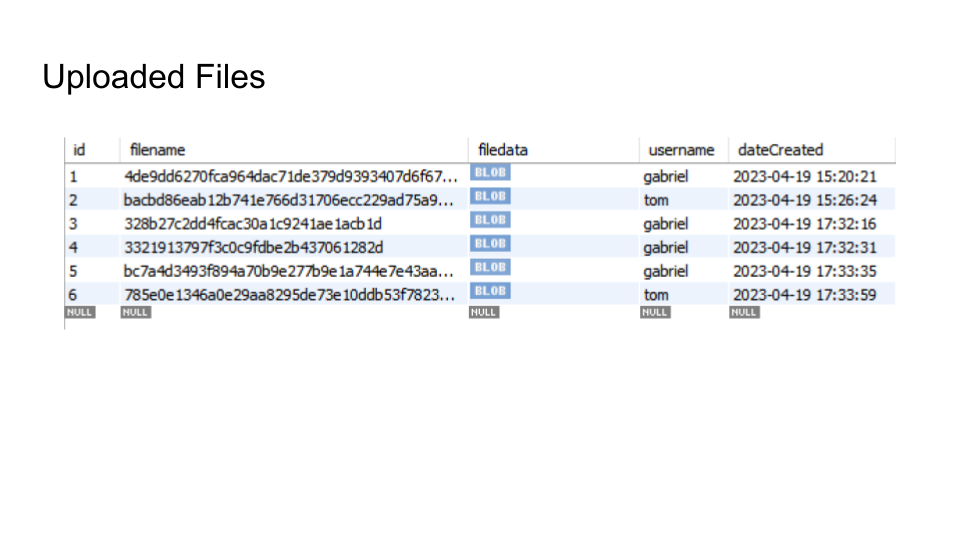 Uploaded Files
id filename filedata username dateCreated
1 4de9dd6270fca964dac71de379d9393407d6f67... BLOB gabriel 2023-04-19 15:20:21
2 bacbd86eab12b741e766d31706ecc229ad75a9... BLOB tom 2023-04-19 15:26:24
3 328b27c2dd4fcac30a1c9241ae1acb1d BLOB gabriel 2023-04-19 17:32:16
4 3321913797f3c0c9fdbe2b437061282d BLOB gabriel 2023-04-19 17:32:31
5 bc7a4d3493f894a70b9e277b9e1a744e7e43aa... BLOB gabriel 2023-04-19 17:33:35
6 785e0e1346a0e29aa8295de73e10ddb53f7823... BLOB tom 2023-04-19 17:33:59
NULL NULL NULL NULL NULL